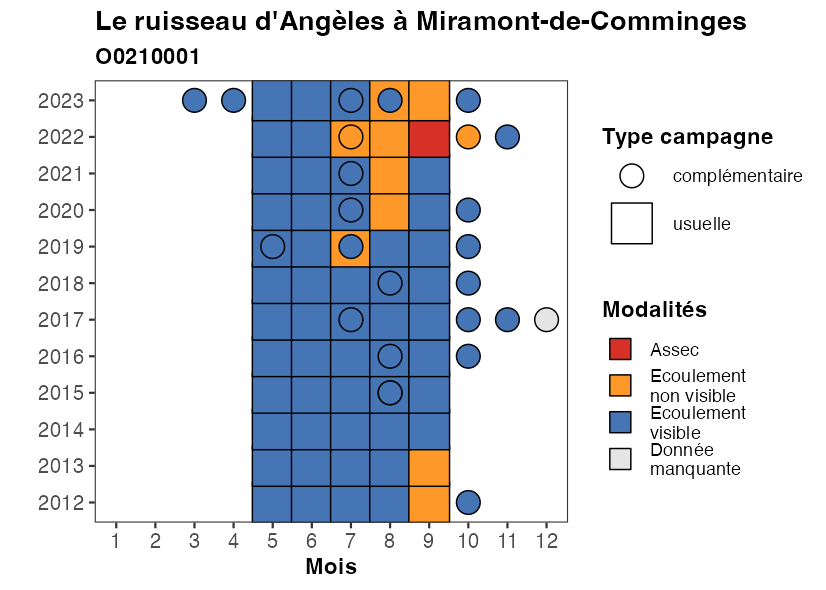 Le ruisseau d'Angèles à Miramont-de-Comminges
O0210001
2023
2022
2021
2020
2019
2018
2017
2016
2015
2014
2013
2012
1 2 3 4 5 6 7 8 9 10 11 12
Mois
Type campagne
complémentaire
usuelle
Modalités
Assec
Ecoulement
non visible
Ecoulement
visible
Donnée
manquante